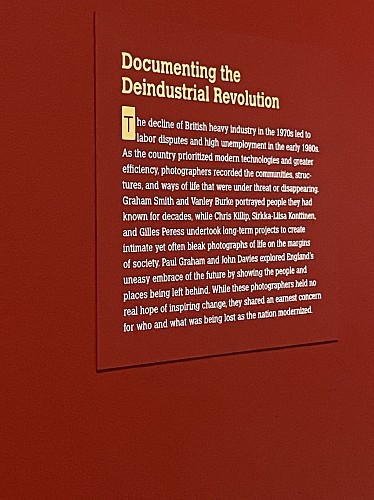 Documenting the
Deindustrial Revolution
The decline of British heavy industry in the 1970s led to
labor disputes and high unemployment in the early 1980s.
As the country prioritized modern technologies and greater
efficiency, photographers recorded the communities, struc-
tures, and ways of life that were under threat or disappearing.
Graham Smith and Vanley Burke portrayed people they had
known for decades, while Chris Killip, Sirkka-Liisa Konttinen,
and Gilles Peress undertook long-term projects to create
intimate yet often bleak photographs of life on the margins
of society. Paul Graham and John Davies explored England's
uneasy embrace of the future by showing the people and
places being left behind. While these photographers held no
real hope of inspiring change, they shared an earnest concern
for who and what was being lost as the nation modernized.